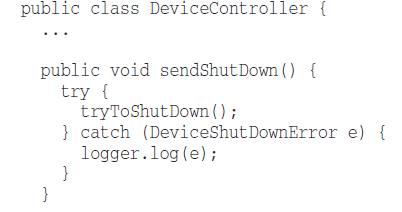 public class DeviceController {
  ...

  public void sendShutDown() {
    try {
      tryToShutDown();
    } catch (DeviceShutDownError e) {
      logger.log(e);
    }
  }